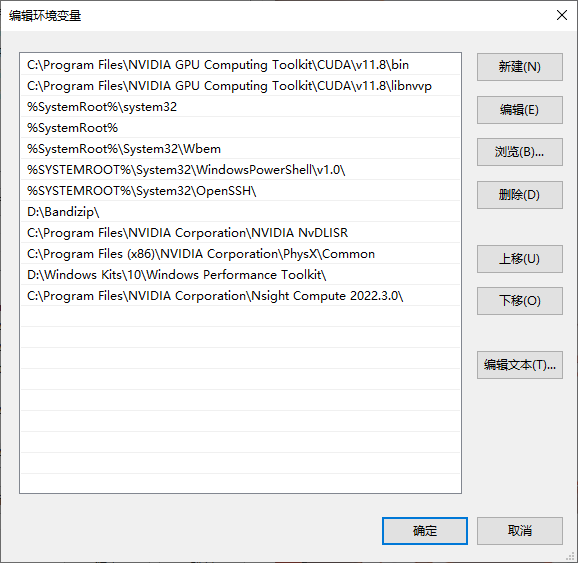 编辑环境变量
C:\Program Files\NVIDIA GPU Computing Toolkit\CUDA\v11.8\bin
C:\Program Files\NVIDIA GPU Computing Toolkit\CUDA\v11.8\libnvvp
%SystemRoot%\system32
%SystemRoot%
%SystemRoot%\System32\Wbem
%SYSTEMROOT%\System32\WindowsPowerShell\v1.0\
%SYSTEMROOT%\System32\OpenSSH\
D:\Bandizip\
C:\Program Files\NVIDIA Corporation\NVIDIA NvDLISR
C:\Program Files (x86)\NVIDIA Corporation\PhysX\Common
D:\Windows Kits\10\Windows Performance Toolkit\
C:\Program Files\NVIDIA Corporation\Nsight Compute 2022.3.0\
新建(N)
编辑(E)
浏览(B)...
删除(D)
上移(U)
下移(O)
编辑文本(T)...
确定
取消